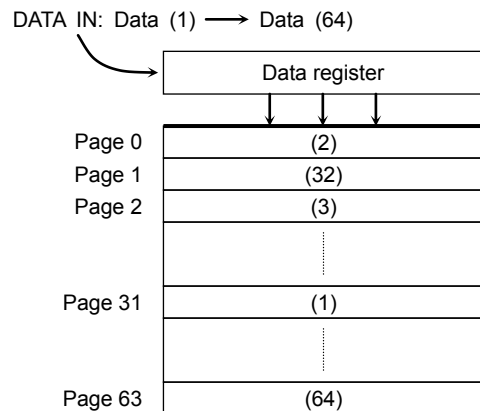 DATA IN: Data (1) Data (64)
Data register
Page 0 (2)
Page 1 (32)
Page 2 (3)
Page 31 (1)
Page 63 (64)